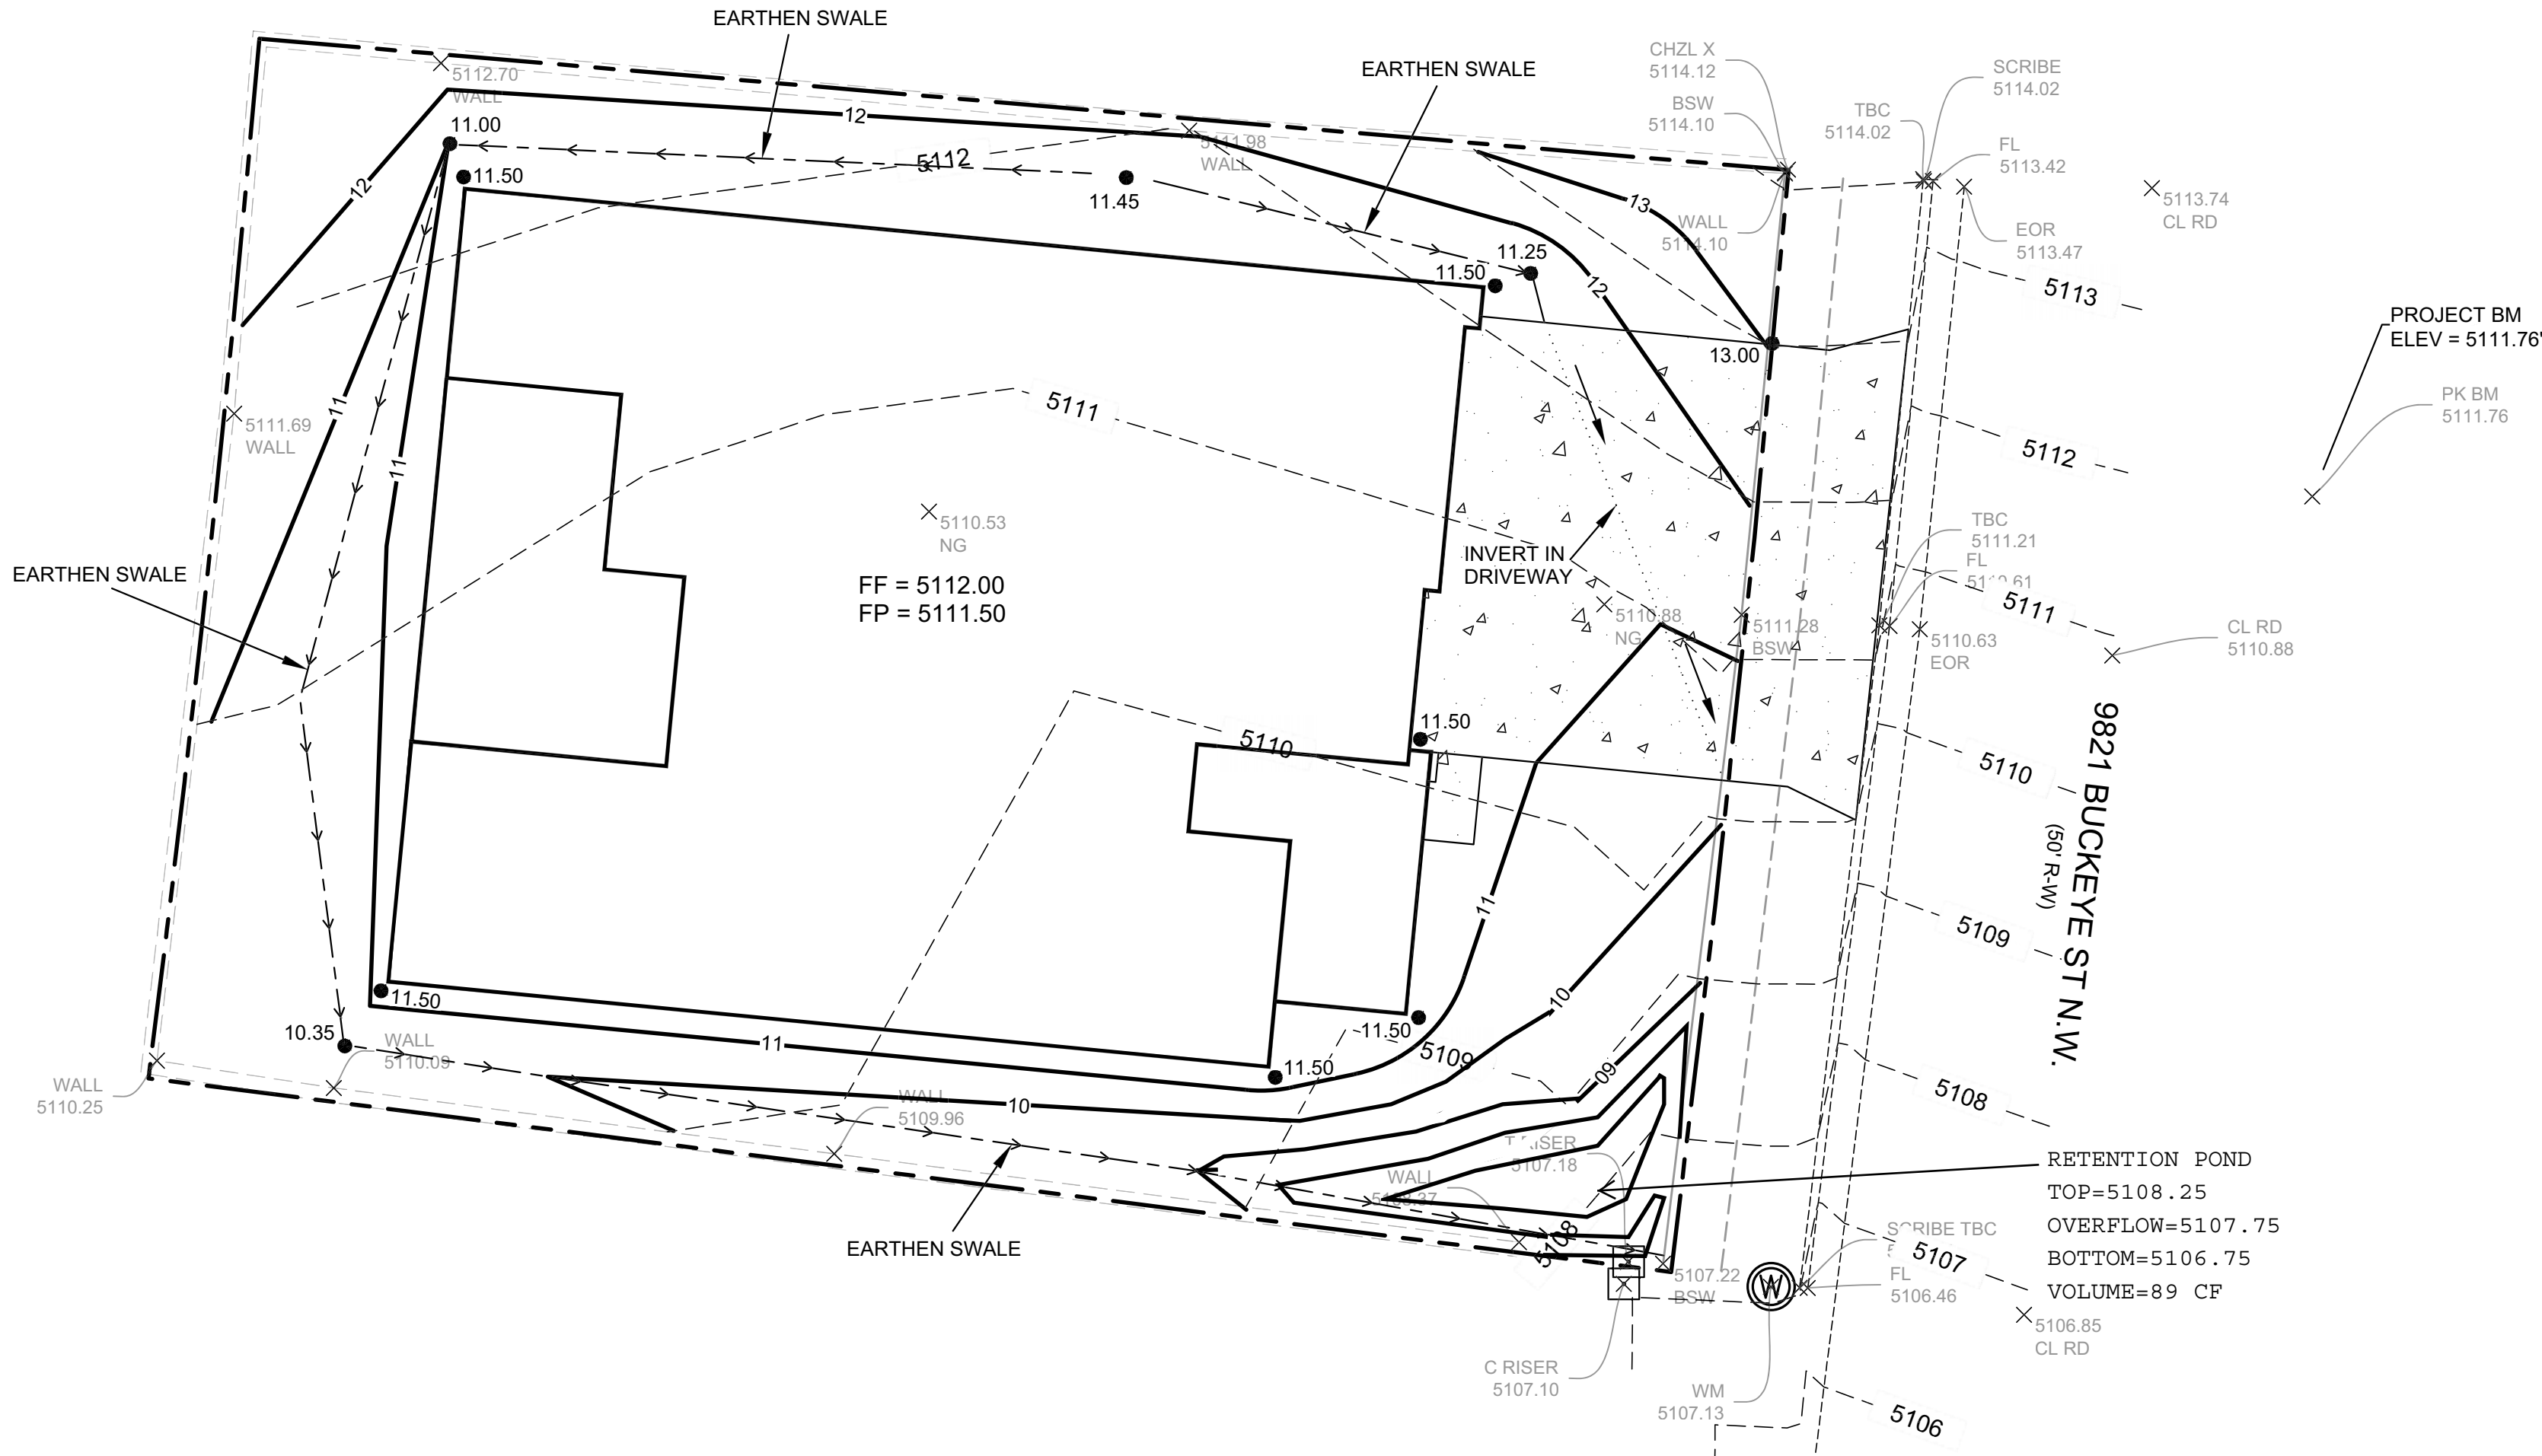 EARTHEN SWALE
EARTHEN SWALE
CHZL X
5114.12
BSW
5114.10
SCRIBE
5114.02
TBC
5114.02
FL
5113.42
5112.70
WALL
12
11.00
5112
WALL
12
11.50
11.45
13
WALL
5114.10
5113.74
CL RD
EOR
5113.47
11.25
11.50
12
5113
PROJECT BM
ELEV = 5111.76'
13.00
11
5111
5111.69
WALL
11
PK BM
5111.76
5112
5110.53
NG
TBC
5111.21
FL
INVERT IN
DRIVEWAY
EARTHEN SWALE
FF = 5112.00
FP = 5111.50
5111
5110.88
NG
5111.28
BSW
5110.63
EOR
CL RD
5110.88
11.50
5110
5110
9821 BUCKEYE ST N.W.
(50' R-W)
11
5109
11.50
10
10.35
WALL
5110.09
11
11.50
5109
11.50
09
WALL
5110.25
10
WALL
5109.96
5108
5107.18
RETENTION POND
TOP=5108.25
OVERFLOW=5107.75
BOTTOM=5106.75
VOLUME=89 CF
EARTHEN SWALE
5108
SCRIBE TBC
5107
FL
5106.46
5107.22
BSW
W
5106.85
CL RD
C RISER
5107.10
WM
5107.13
5106